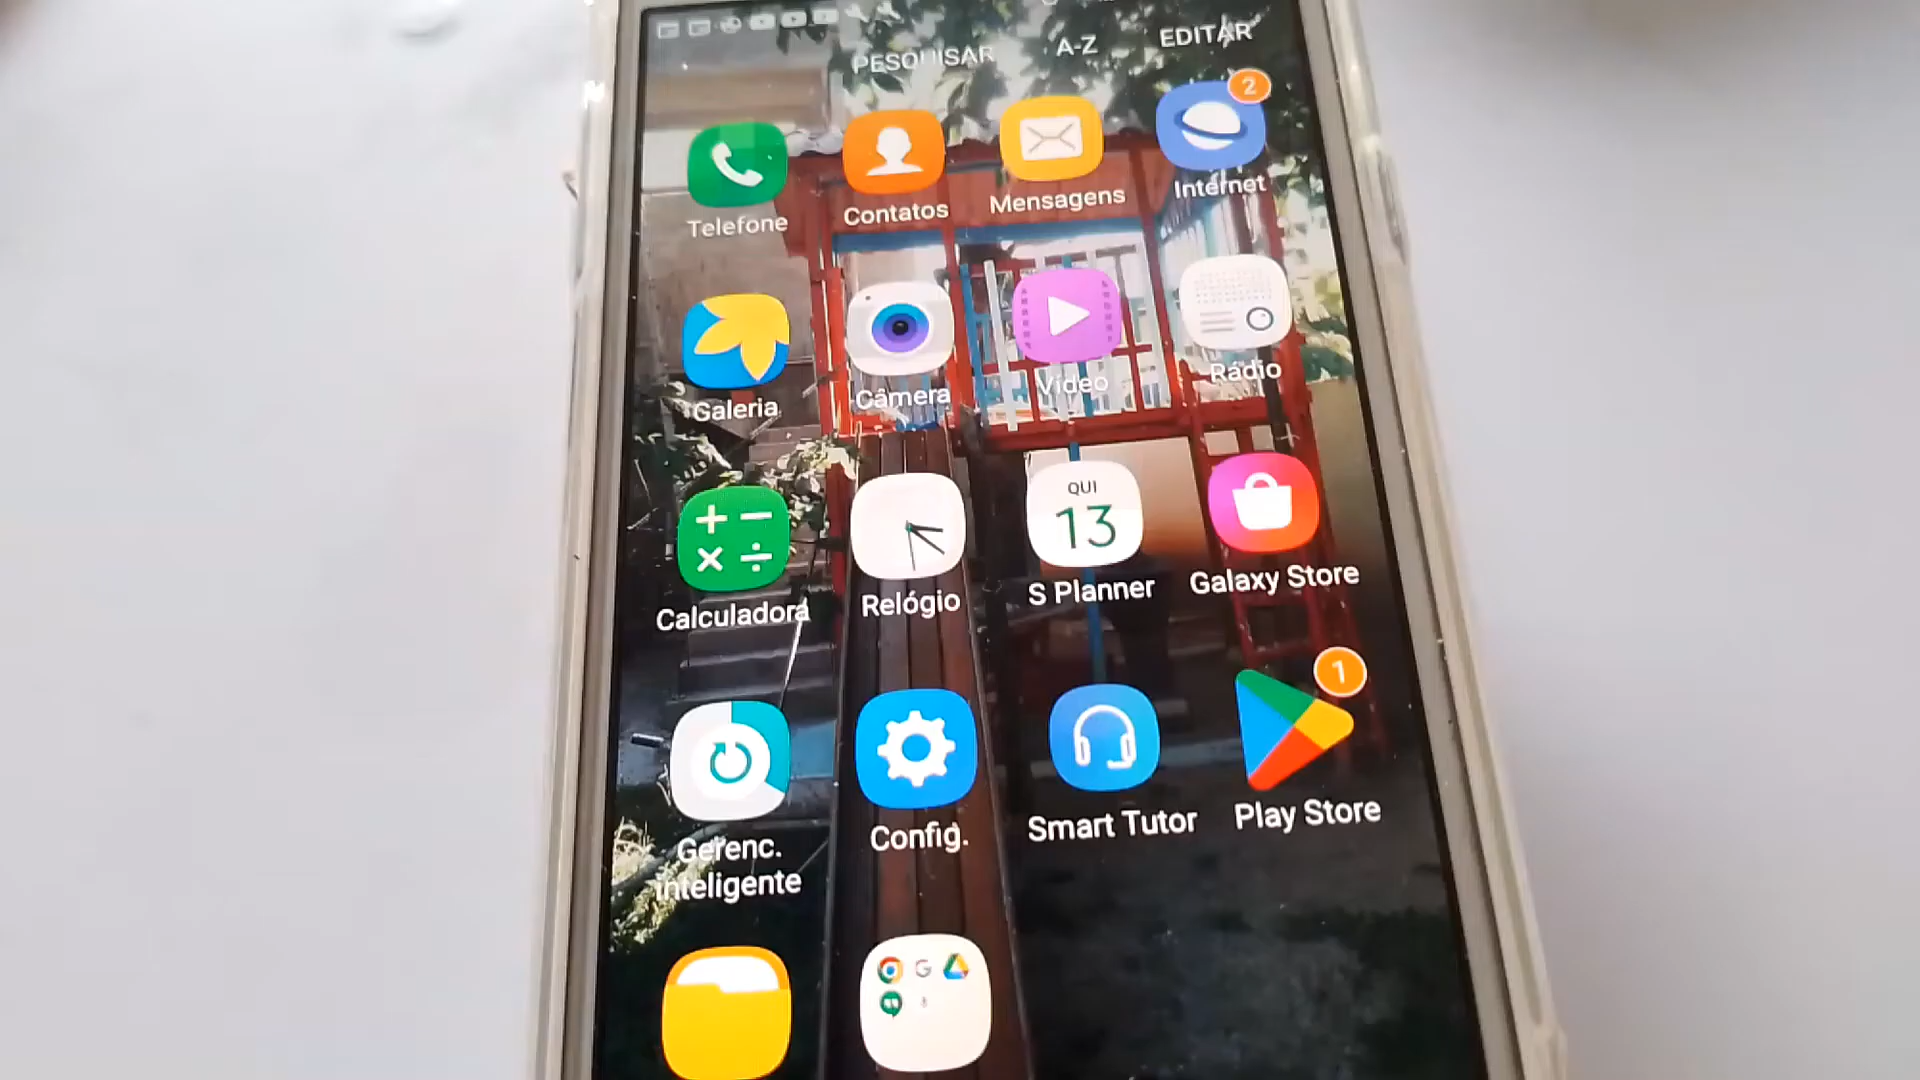 PESQUISAR A-Z EDITAR
2
Telefone Contatos Mensagens Internet
Galeria Câmera Vídeo Rádio
QUI
13
Calculadora Relógio S Planner Galaxy Store
1
Gerenc.
inteligente Config. Smart Tutor Play Store
G